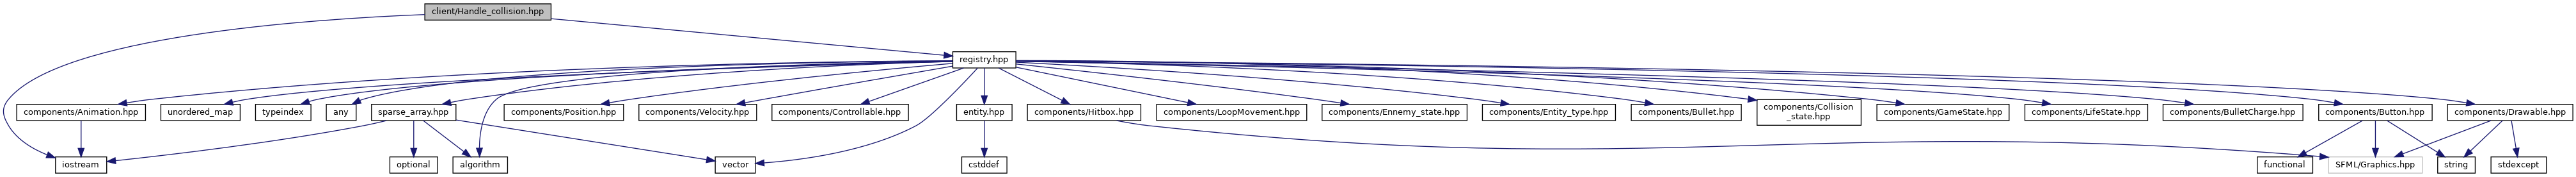 client/Handle_collision.hpp
registry.hpp
components/Animation.hpp
unordered_map
typeindex
any
sparse_array.hpp
components/Position.hpp
components/Velocity.hpp
components/Controllable.hpp
entity.hpp
components/Hitbox.hpp
components/LoopMovement.hpp
components/Ennemy_state.hpp
components/Entity_type.hpp
components/Bullet.hpp
components/Collision
_state.hpp
components/GameState.hpp
components/LifeState.hpp
components/BulletCharge.hpp
components/Button.hpp
components/Drawable.hpp
iostream
optional
algorithm
vector
cstddef
functional
SFML/Graphics.hpp
string
stdexcept